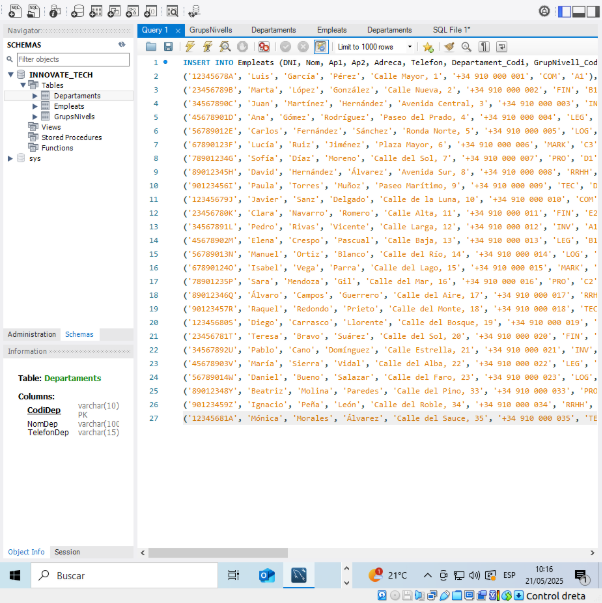 Navigator
Query 1
GrupsNivells
Departaments
Empleats
Departaments
SQL File 1*
SCHEMAS
Filter objects
INNOVATE_TECH
Tables
Departaments
Empleats
GrupsNivells
Views
Stored Procedures
Functions
sys
Administration Schemas
Information
Table: Departaments
Columns:
CodiDep varchar(10) PK
NomDep varchar(100
TelefonDep varchar(15)
Object Info Session
Limit to 1000 rows
1 INSERT INTO Empleats (DNI, Nom, Ap1, Ap2, Adreca, Telefon, Departament_Codi, GrupNivell_Cod
2 ('12345678A', 'Luis', 'García', 'Pérez', 'Calle Mayor, 1', '+34 910 000 001', 'COM', 'A1'),
3 ('23456789B', 'Marta', 'López', 'González', 'Calle Nueva, 2', '+34 910 000 002', 'FIN', 'B1
4 ('34567890C', 'Juan', 'Martínez', 'Hernández', 'Avenida Central, 3', '+34 910 000 003', 'IN
5 ('45678901D', 'Ana', 'Gómez', 'Rodríguez', 'Paseo del Prado, 4', '+34 910 000 004', 'LEG',
6 ('56789012E', 'Carlos', 'Fernández', 'Sánchez', 'Ronda Norte, 5', '+34 910 000 005', 'LOG',
7 ('67890123F', 'Lucía', 'Ruiz', 'Jiménez', 'Plaza Mayor, 6', '+34 910 000 006', 'MARK', 'C3'
8 ('78901234G', 'Sofía', 'Díaz', 'Moreno', 'Calle del Sol, 7', '+34 910 000 007', 'PRO', 'D1'
9 ('89012345H', 'David', 'Hernández', 'Álvarez', 'Avenida Sur, 8', '+34 910 000 008', 'RRHH',
10 ('90123456I', 'Paula', 'Torres', 'Muñoz', 'Paseo Marítimo, 9', '+34 910 000 009', 'TEC', 'D
11 ('12345679J', 'Javier', 'Sanz', 'Delgado', 'Calle de la Luna, 10', '+34 910 000 010', 'COM'
12 ('23456780K', 'Clara', 'Navarro', 'Romero', 'Calle Alta, 11', '+34 910 000 011', 'FIN', 'E2
13 ('34567891L', 'Pedro', 'Rivas', 'Vicente', 'Calle Larga, 12', '+34 910 000 012', 'INV', 'A1
14 ('45678902M', 'Elena', 'Crespo', 'Pascual', 'Calle Baja, 13', '+34 910 000 013', 'LEG', 'B1
15 ('56789013N', 'Manuel', 'Ortiz', 'Blanco', 'Calle del Río, 14', '+34 910 000 014', 'LOG', '
16 ('67890124O', 'Isabel', 'Vega', 'Parra', 'Calle del Lago, 15', '+34 910 000 015', 'MARK', '
17 ('78901235P', 'Sara', 'Mendoza', 'Gil', 'Calle del Mar, 16', '+34 910 000 016', 'PRO', 'C2'
18 ('89012346Q', 'Álvaro', 'Campos', 'Guerrero', 'Calle del Aire, 17', '+34 910 000 017', 'RRH
19 ('90123457R', 'Raquel', 'Redondo', 'Prieto', 'Calle del Monte, 18', '+34 910 000 018', 'TEC
20 ('12345680S', 'Diego', 'Carrasco', 'Llorente', 'Calle del Bosque, 19', '+34 910 000 019',
21 ('23456781T', 'Teresa', 'Bravo', 'Suárez', 'Calle del Sol, 20', '+34 910 000 020', 'FIN', '
22 ('34567892U', 'Pablo', 'Cano', 'Domínguez', 'Calle Estrella, 21', '+34 910 000 021', 'INV',
23 ('45678903V', 'María', 'Sierra', 'Vidal', 'Calle del Alba, 22', '+34 910 000 022', 'LEG', '
24 ('56789014W', 'Daniel', 'Bueno', 'Salazar', 'Calle del Faro, 23', '+34 910 000 023', 'LOG',
25 ('89012348Y', 'Beatriz', 'Molina', 'Paredes', 'Calle del Pino, 33', '+34 910 000 033', 'PRO
26 ('90123459Z', 'Ignacio', 'Peña', 'León', 'Calle del Roble, 34', '+34 910 000 034', 'RRHH',
27 ('12345681A', 'Mónica', 'Morales', 'Álvarez', 'Calle del Sauce, 35', '+34 910 000 035', 'TE
Buscar
21°C
ESP
10:16
21/05/2025
1
Control dreta